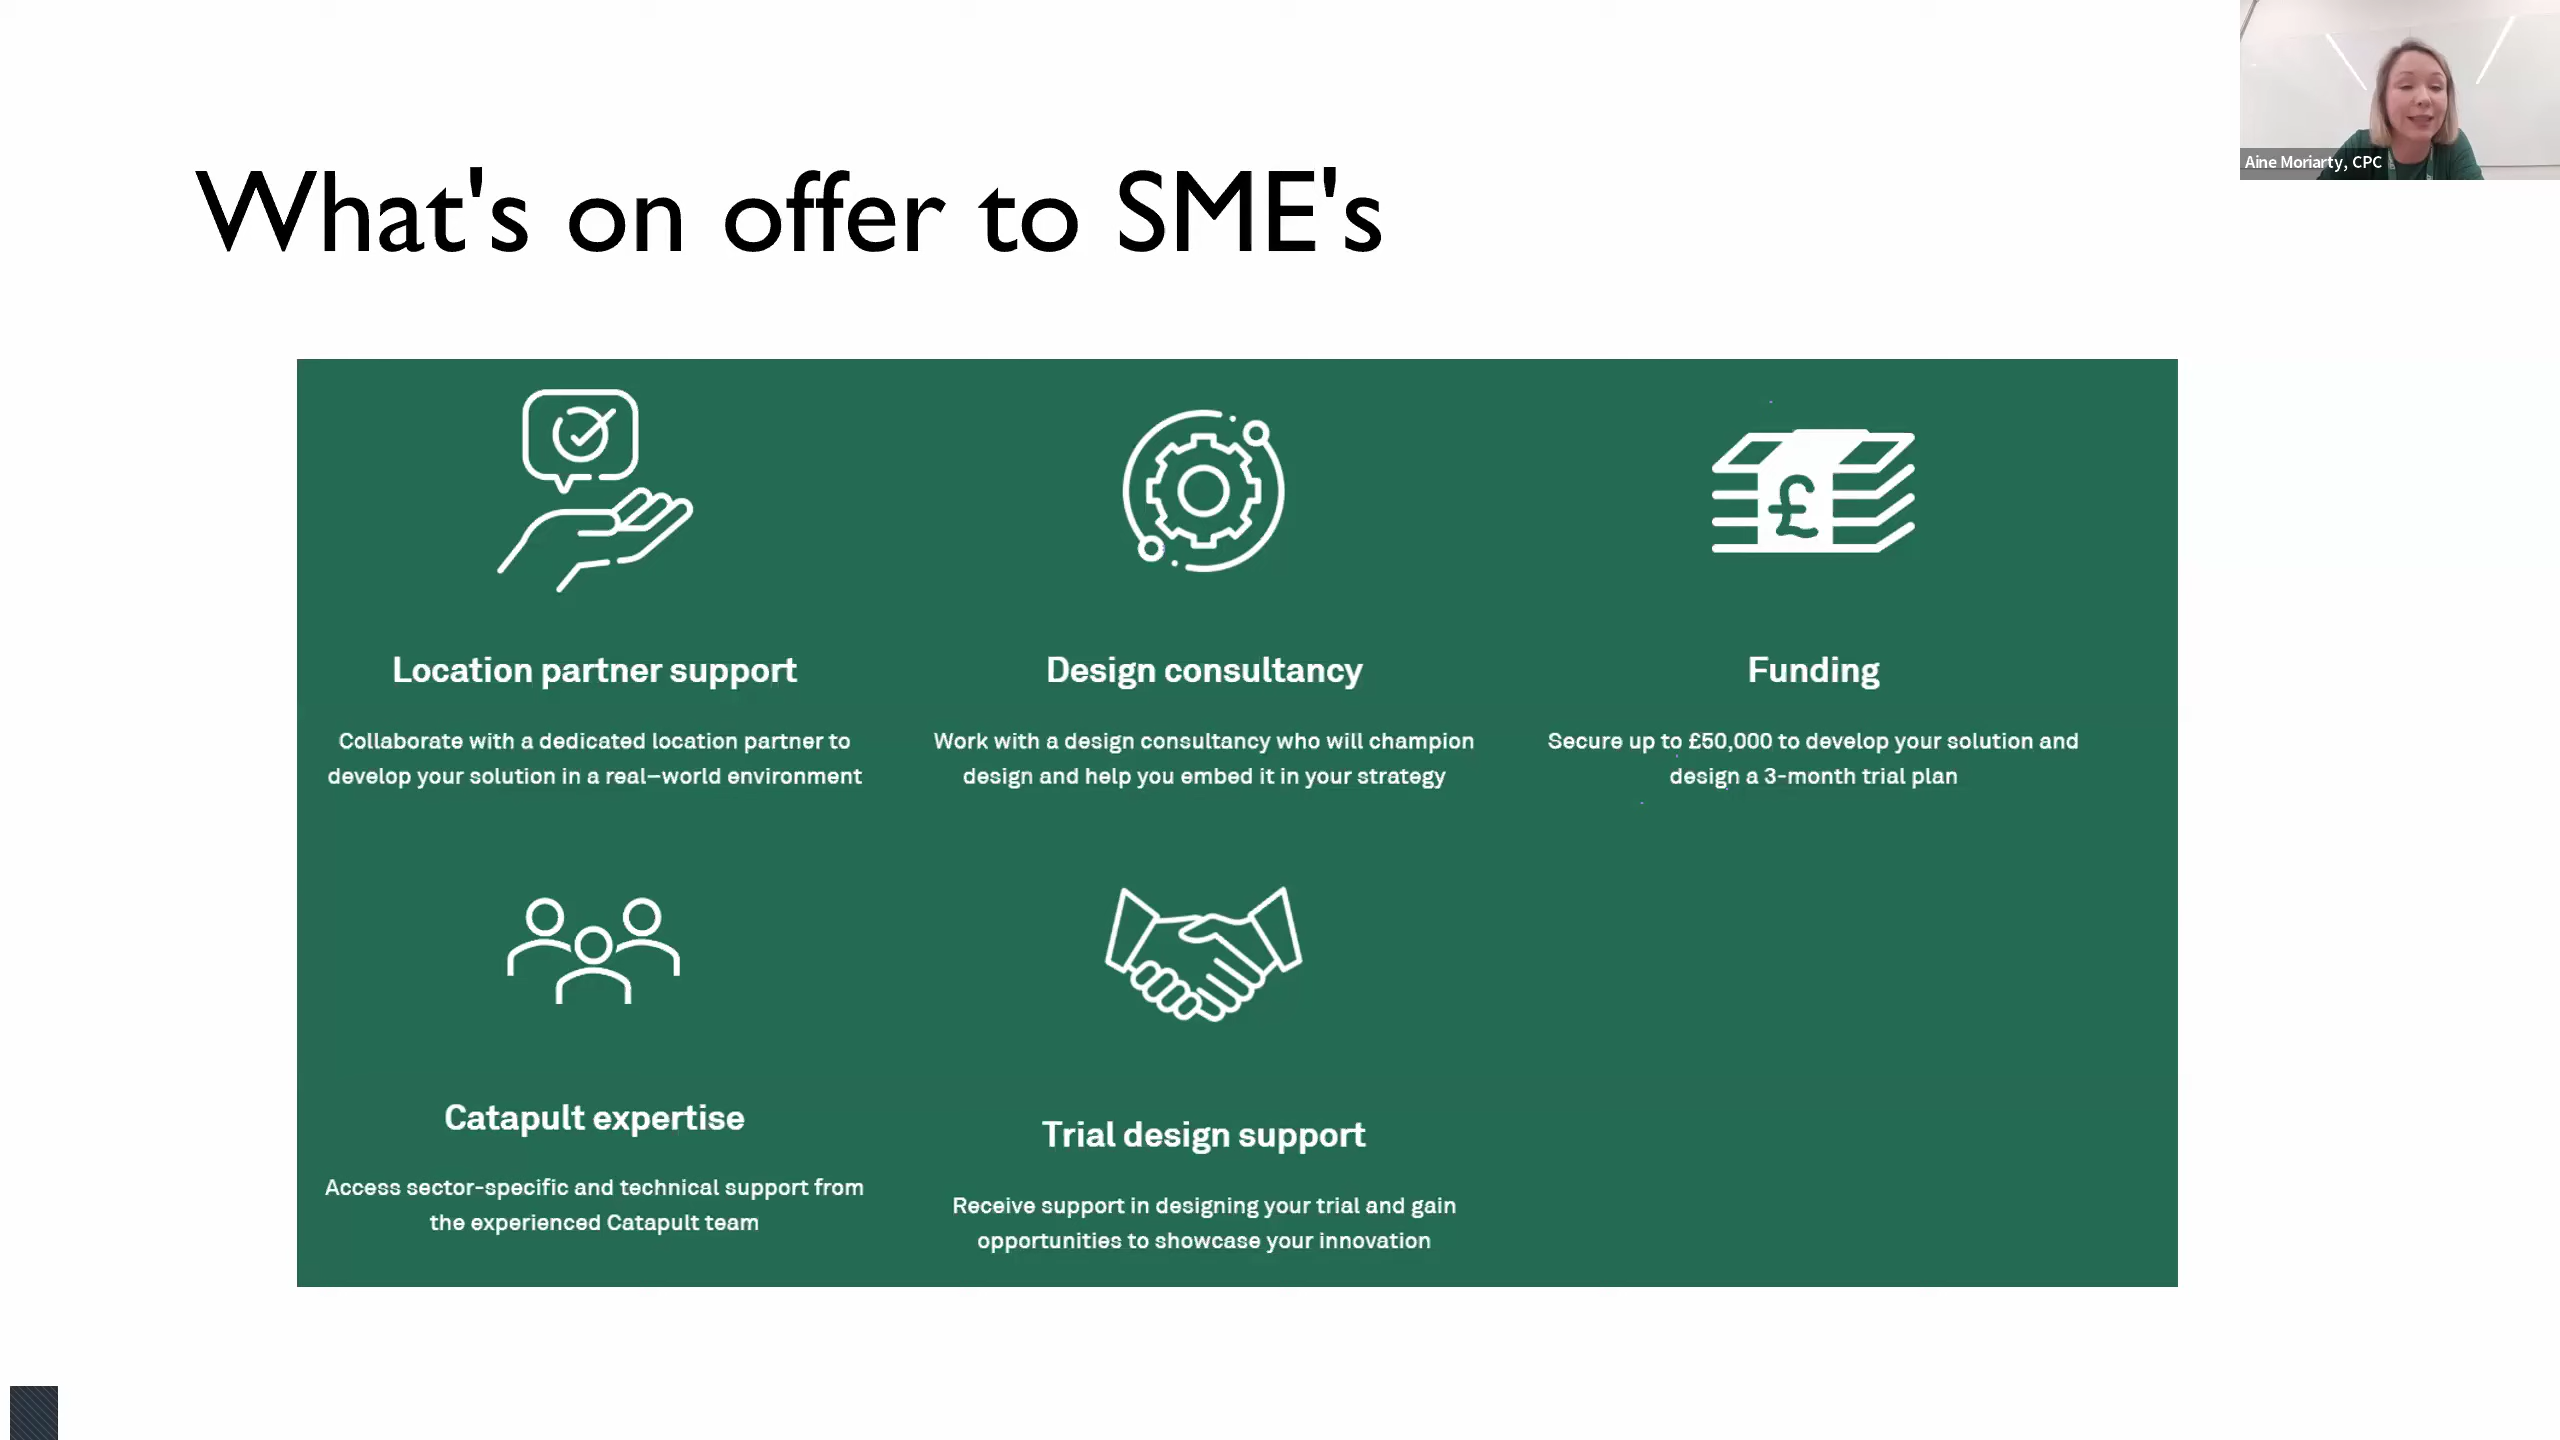 What's on offer to SME's
Aine Moriarty, CPC
£
Location partner support
Collaborate with a dedicated location partner to
develop your solution in a real–world environment
Design consultancy
Work with a design consultancy who will champion
design and help you embed it in your strategy
Funding
Secure up to £50,000 to develop your solution and
design a 3-month trial plan
Catapult expertise
Access sector-specific and technical support from
the experienced Catapult team
Trial design support
Receive support in designing your trial and gain
opportunities to showcase your innovation